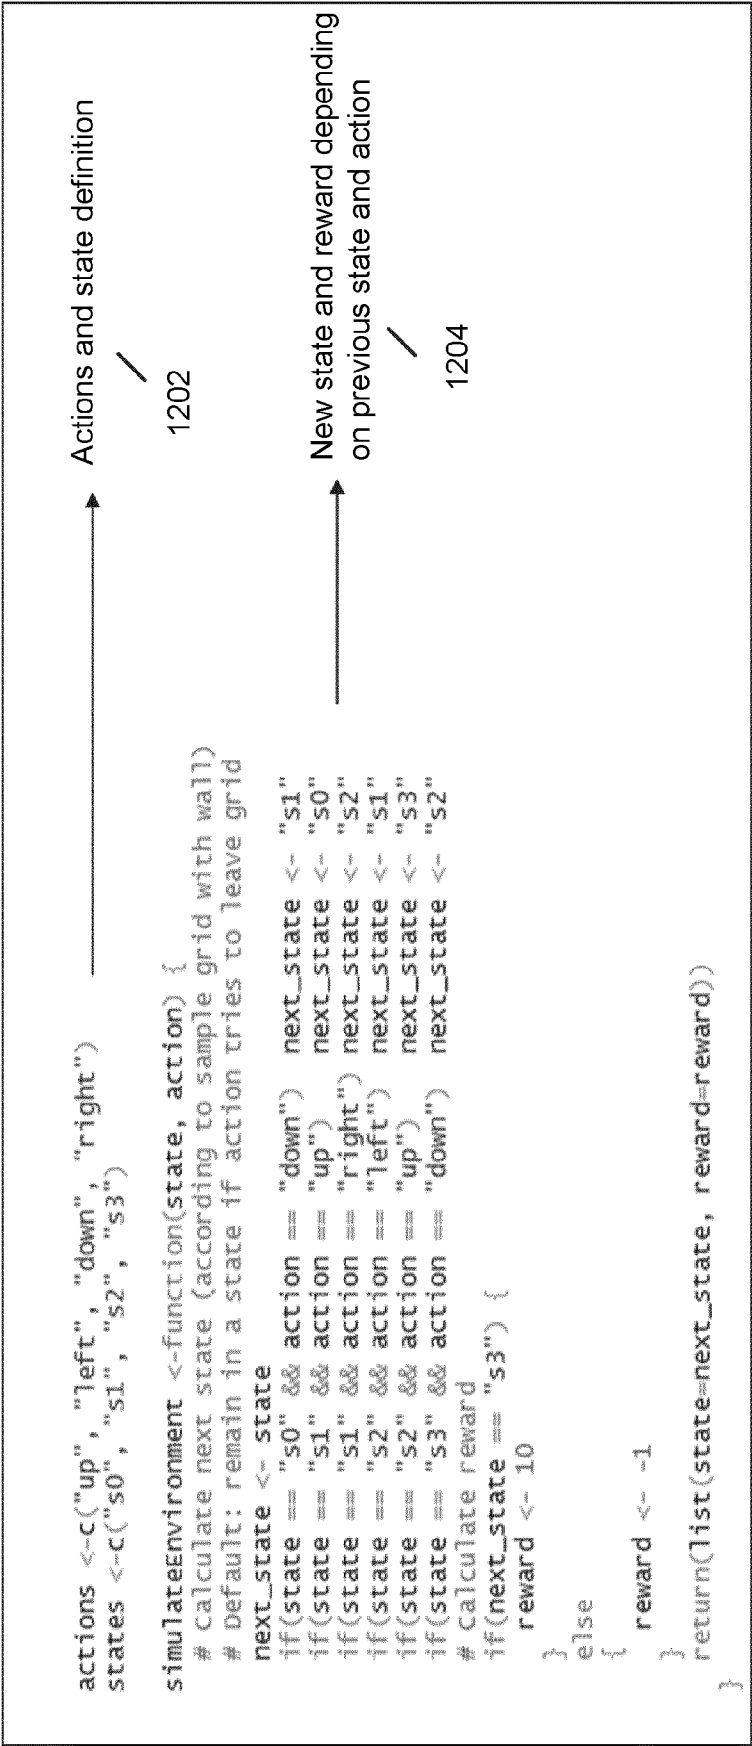 actions <-c("up", "left", "down", "right")
states <-c("s0", "s1", "s2", "s3")
Actions and state definition
1202
simulateEnvironment <-function(state, action) {
# Calculate next state (according to sample grid with wall)
# Default: remain in a state if action tries to leave grid
next_state <- state
if(state == "s0" && action == "down") next_state <- "s1"
if(state == "s1" && action == "up") next_state <- "s0"
if(state == "s1" && action == "right") next_state <- "s2"
if(state == "s2" && action == "left") next_state <- "s1"
if(state == "s2" && action == "up") next_state <- "s3"
if(state == "s3" && action == "down") next_state <- "s2"
New state and reward depending
on previous state and action
1204
# Calculate reward
if(next_state == "s3") {
reward <- 10
}
else
{
reward <- -1
}
return(list(state=next_state, reward=reward))
}